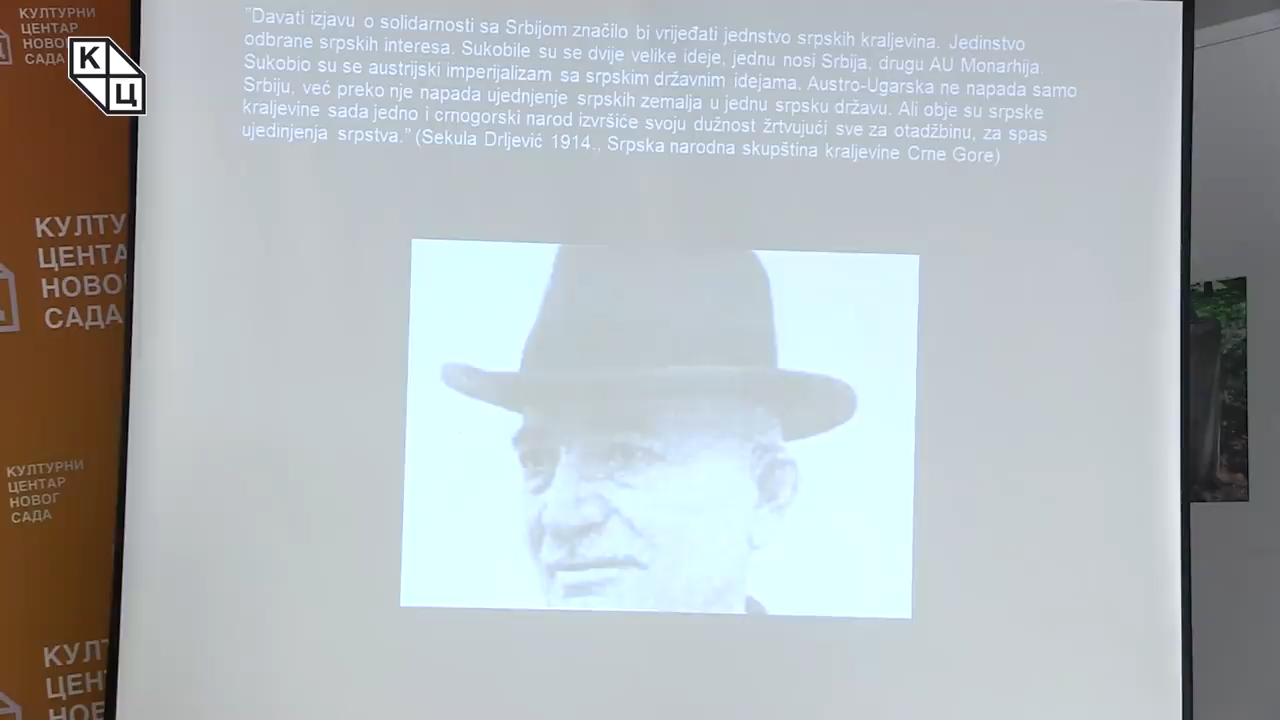 "Davati izjavu o solidarnosti sa Srbijom značilo bi vrijeđati jednstvo srpskih kraljevina. Jedinstvo
odbrane srpskih interesa. Sukobile su se dvije velike ideje, jednu nosi Srbija, drugu AU Monarhija.
Sukobio su se austrijski imperijalizam sa srpskim državnim idejama. Austro-Ugarska ne napada samo
Srbiju, već preko nje napada ujednjenje srpskih zemalja u jednu srpsku državu. Ali obje su srpske
kraljevine sada jedno i crnogorski narod izvršiće svoju dužnost žrtvujući sve za otadžbinu, za spas
ujedinjenja srpstva." (Sekula Drljević 1914., Srpska narodna skupština kraljevine Crne Gore)
КУЛТУРНИ
ЦЕНТАР
НОВОГ
САДА
К
Ц
КУЛТУ
ЦЕНТА
НОВО
САДА
КУЛТУРНИ
ЦЕНТАР
НОВОГ
САДА
КУЛТ
ЦЕН
НОВ